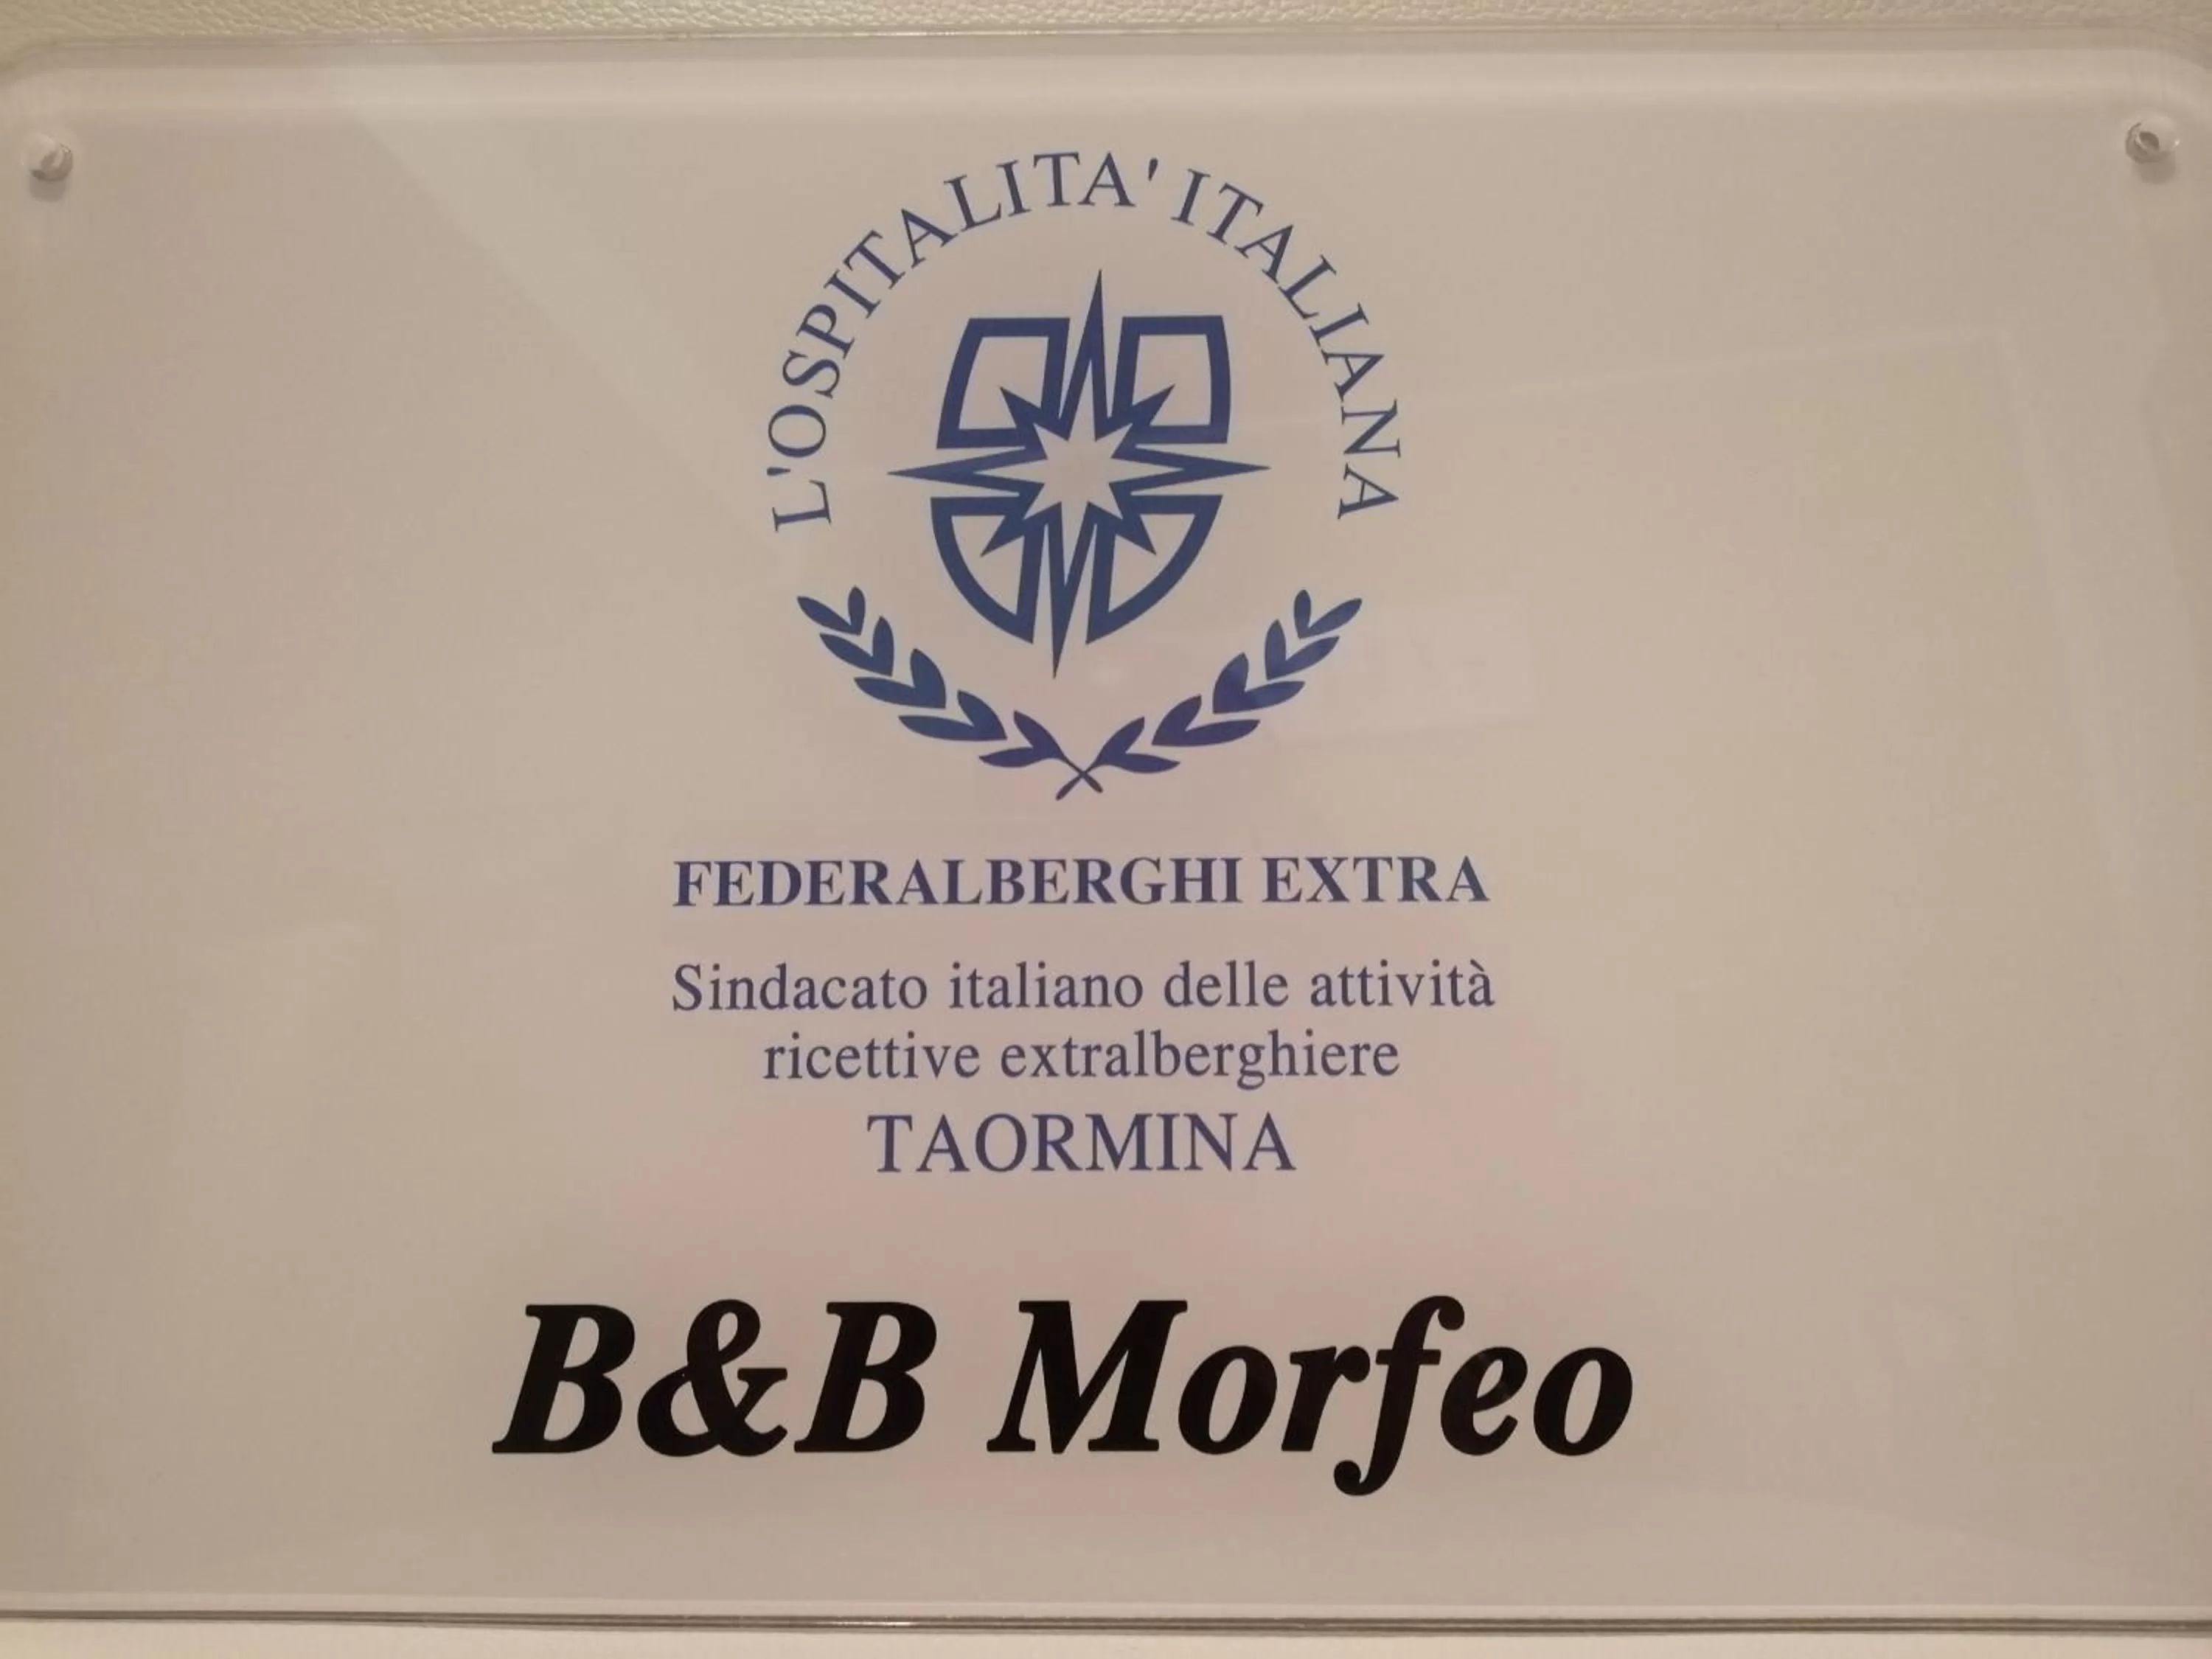 L'OSPITALITA' ITALIANA
FEDERALBERGHI EXTRA
Sindacato italiano delle attività
ricettive extralberghiere
TAORMINA
B&B Morfeo